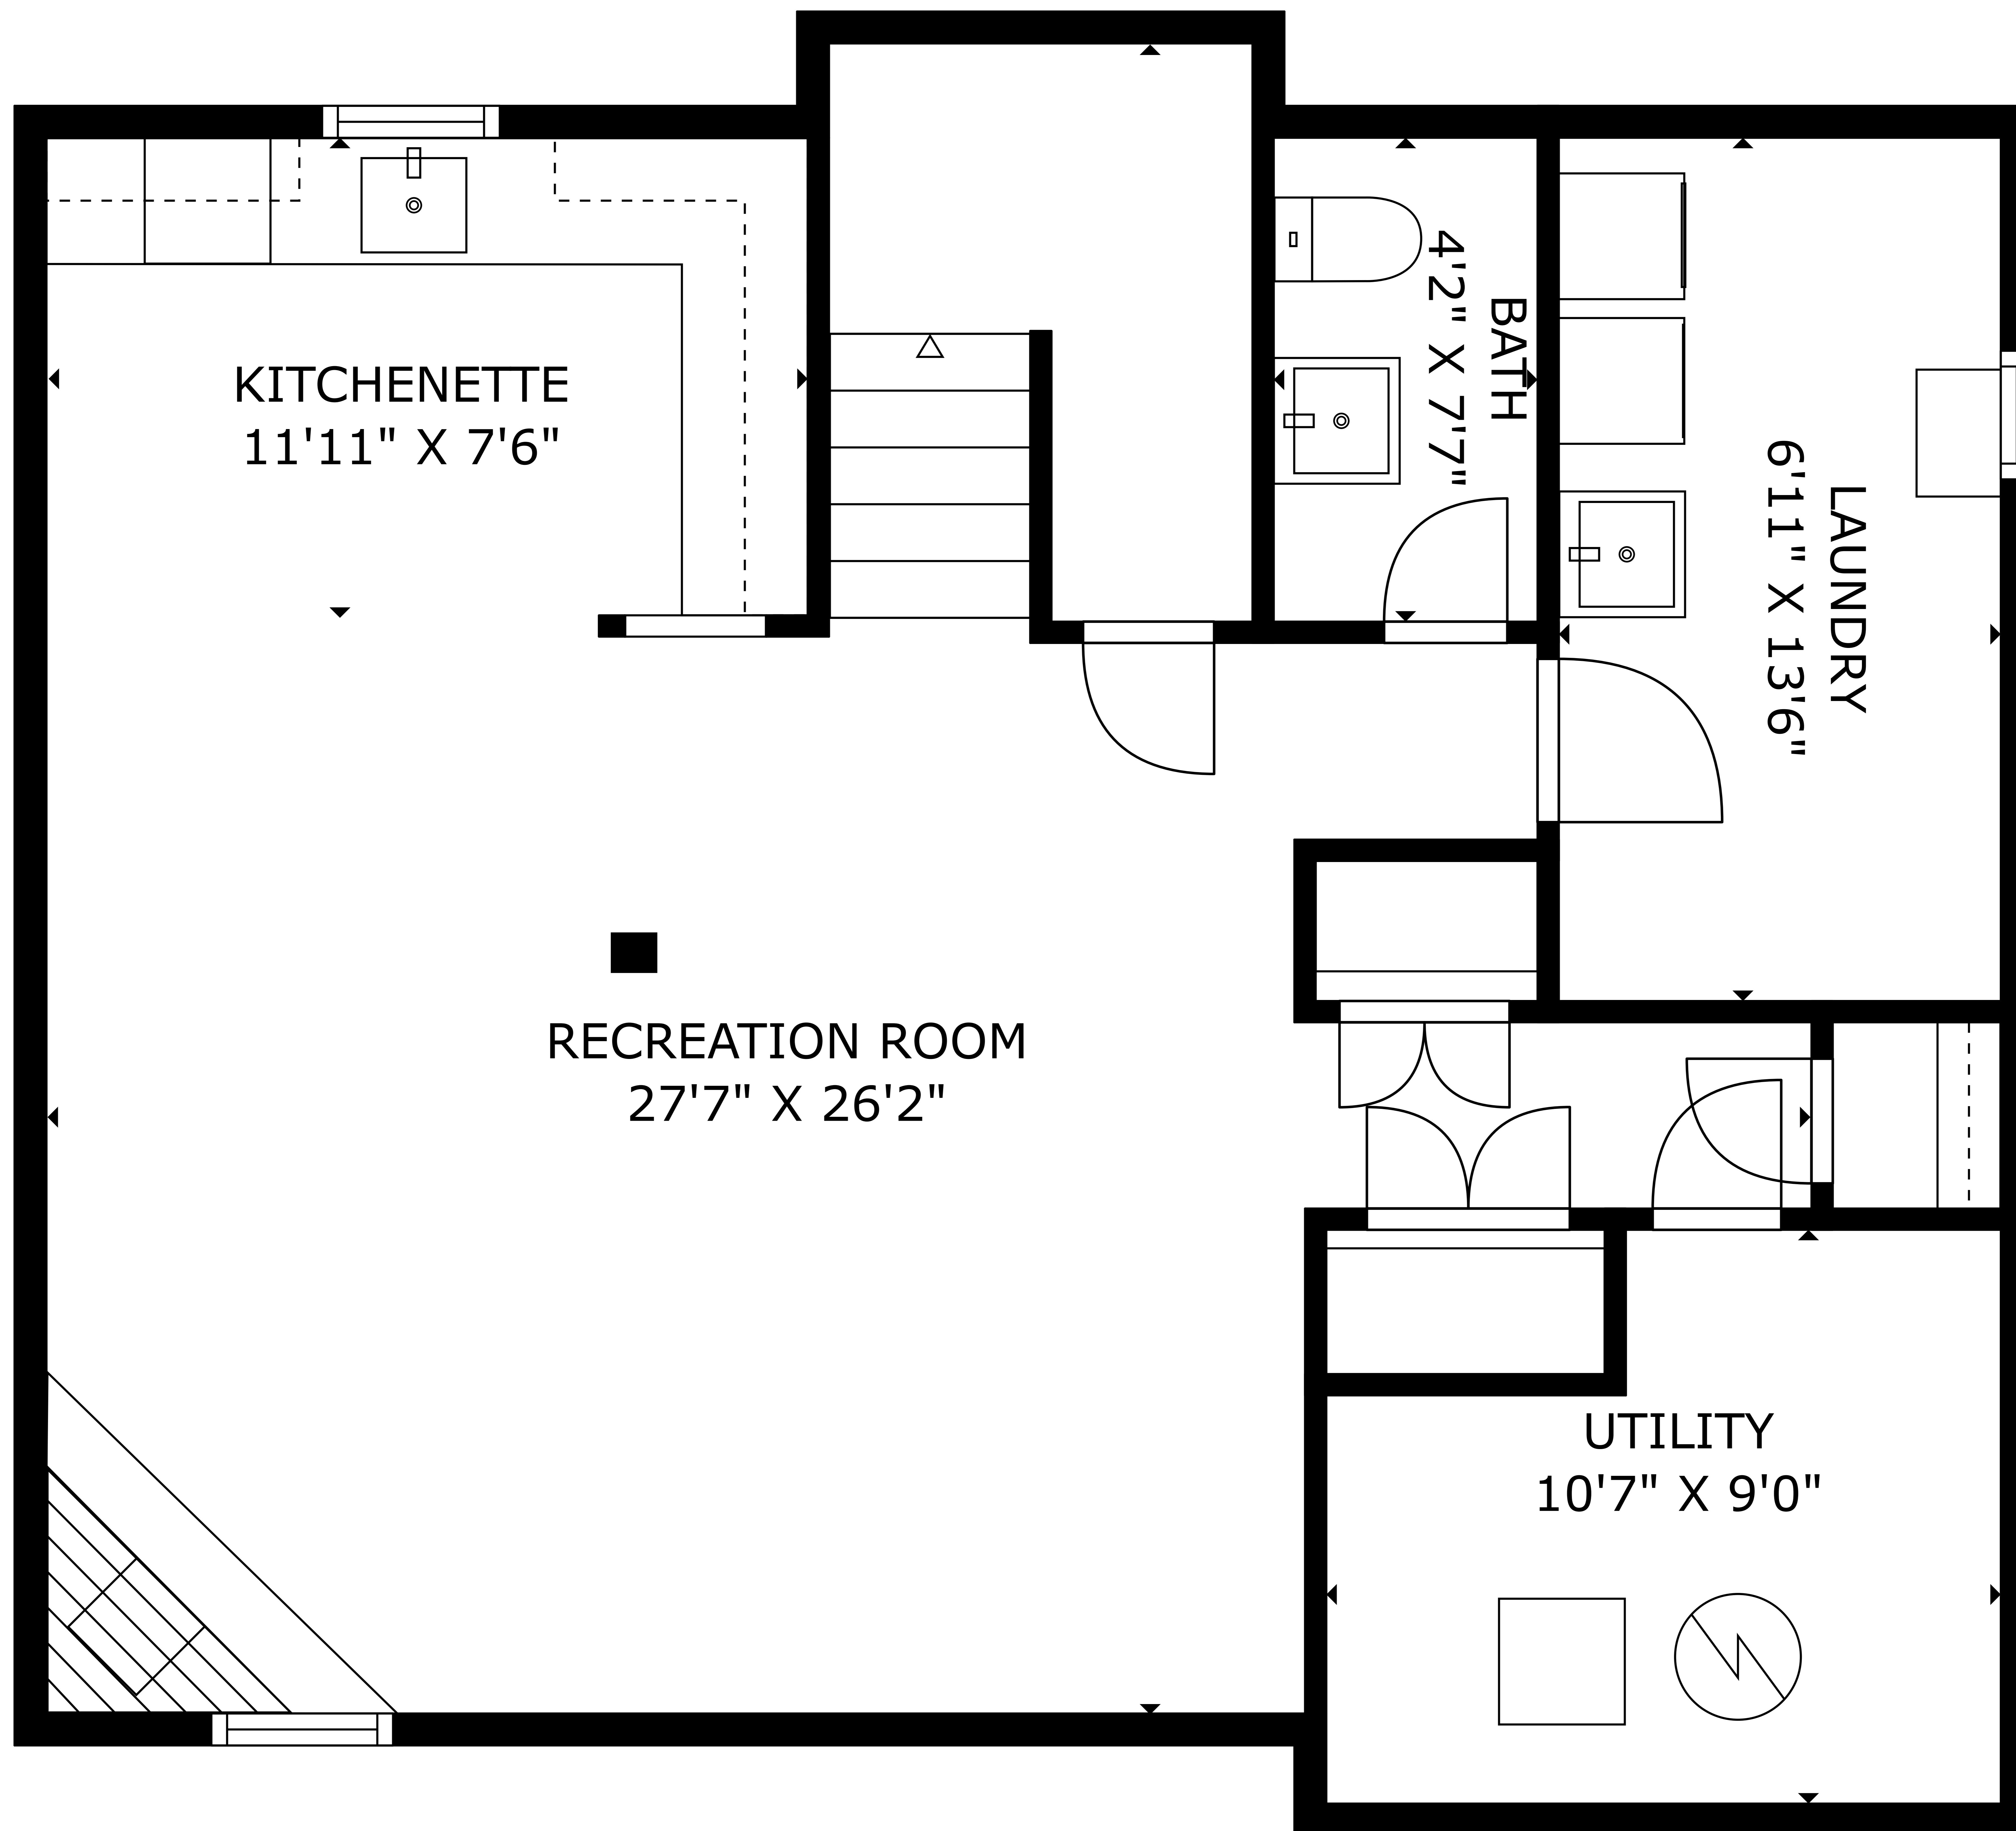 KITCHENETTE
11'11" X 7'6"
BATH
4'2" X 7'7"
LAUNDRY
6'11" X 13'6"
RECREATION ROOM
27'7" X 26'2"
UTILITY
10'7" X 9'0"